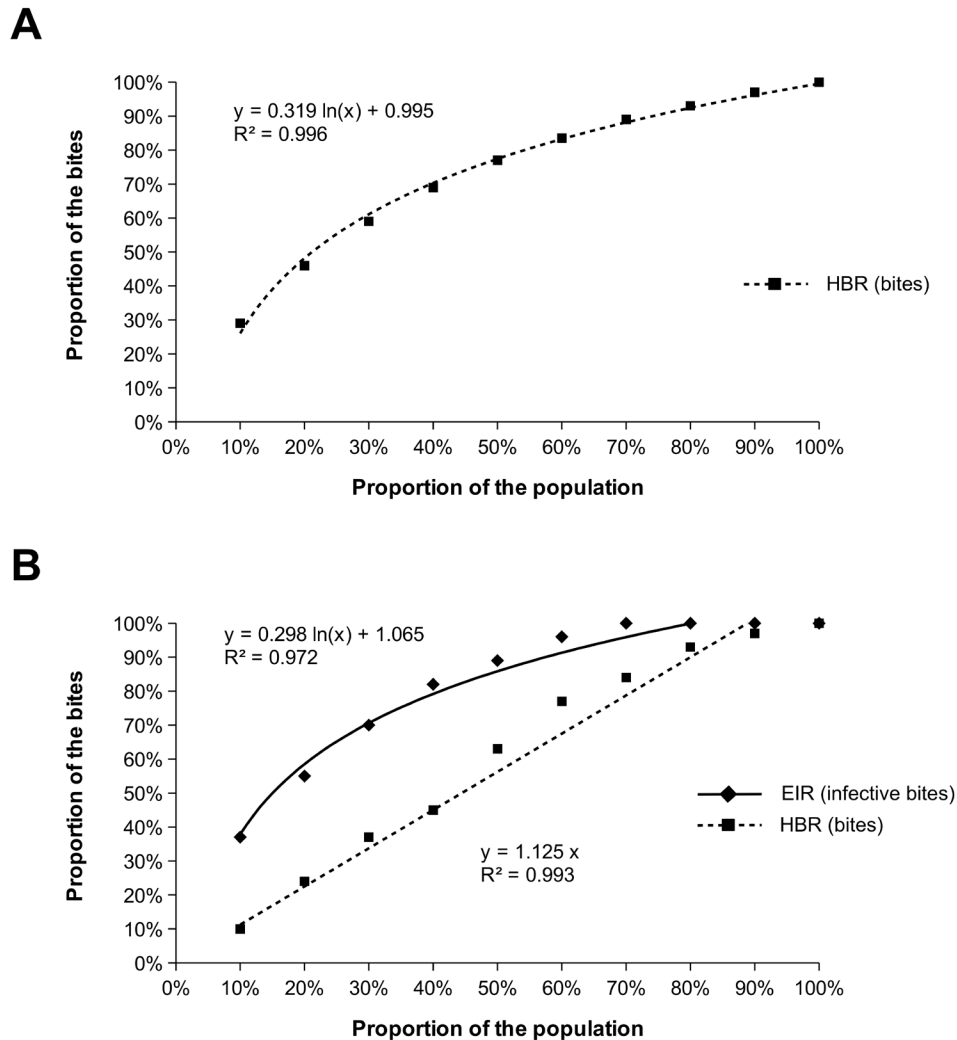 A
100%
90%
80%
70%
60%
50%
40%
30%
20%
10%
0%
Proportion of the bites
y = 0.319 ln(x) + 0.995
R² = 0.996
HBR (bites)
0% 10% 20% 30% 40% 50% 60% 70% 80% 90% 100%
Proportion of the population
B
100%
90%
80%
70%
60%
50%
40%
30%
20%
10%
0%
Proportion of the bites
y = 0.298 ln(x) + 1.065
R² = 0.972
EIR (infective bites)
HBR (bites)
y = 1.125 x
R² = 0.993
0% 10% 20% 30% 40% 50% 60% 70% 80% 90% 100%
Proportion of the population